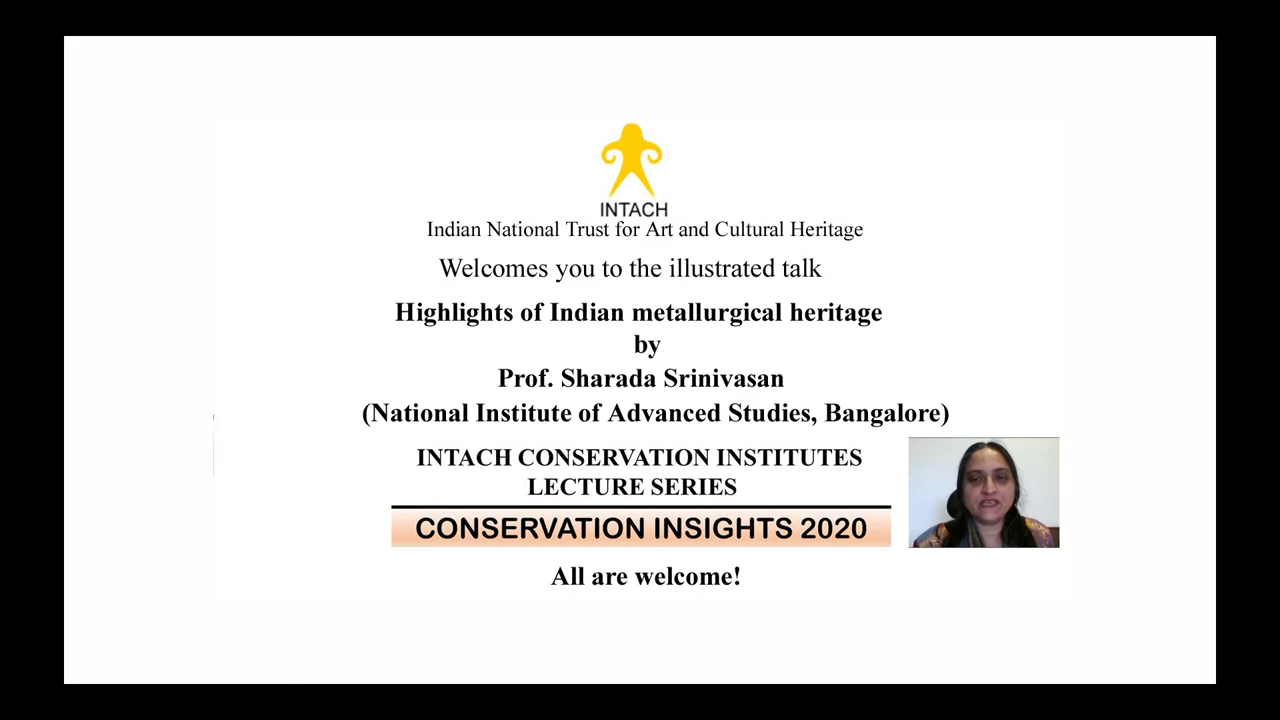 INTACH
Indian National Trust for Art and Cultural Heritage
Welcomes you to the illustrated talk
Highlights of Indian metallurgical heritage
by
Prof. Sharada Srinivasan
(National Institute of Advanced Studies, Bangalore)
INTACH CONSERVATION INSTITUTES
LECTURE SERIES
CONSERVATION INSIGHTS 2020
All are welcome!